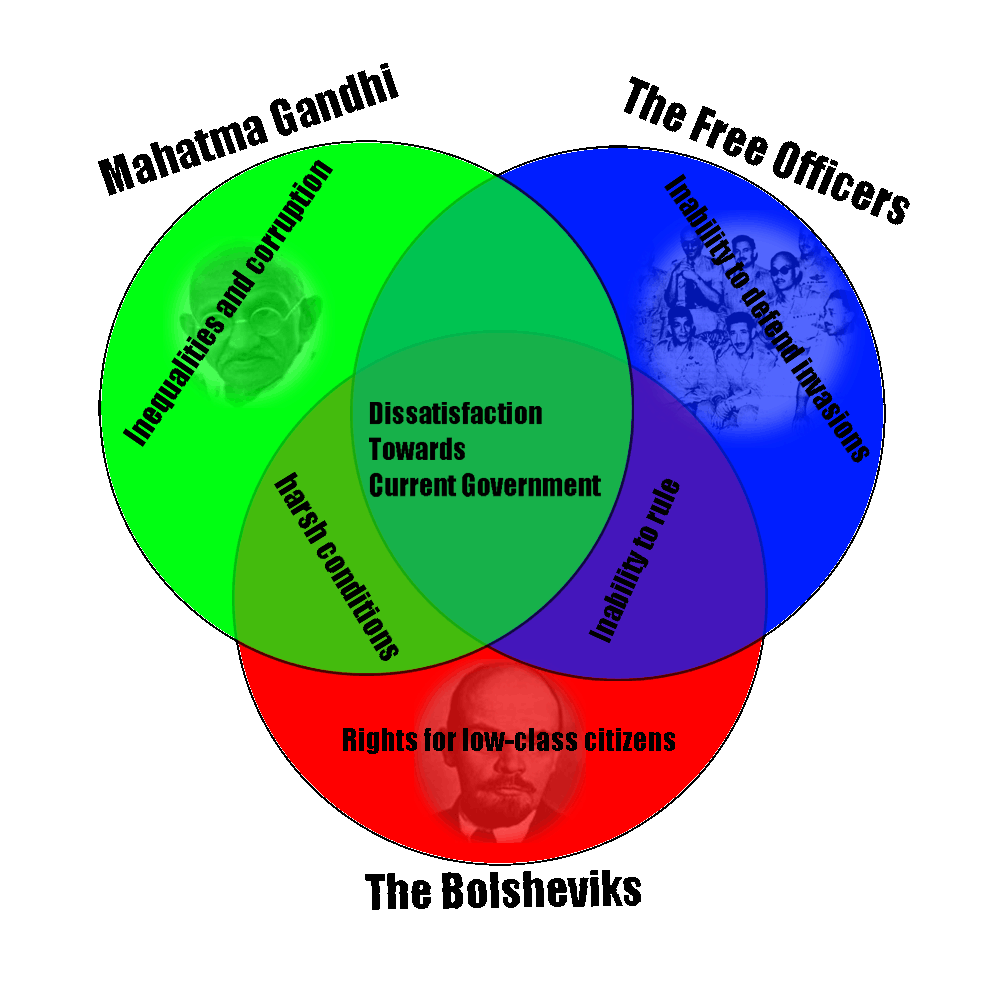 Mahatma Gandhi
The Free Officers
Inequalities and corruption
Inability to defend invasions
Dissatisfaction
Towards
Current Government
harsh conditions
Inability to rule
Rights for low-class citizens
The Bolsheviks